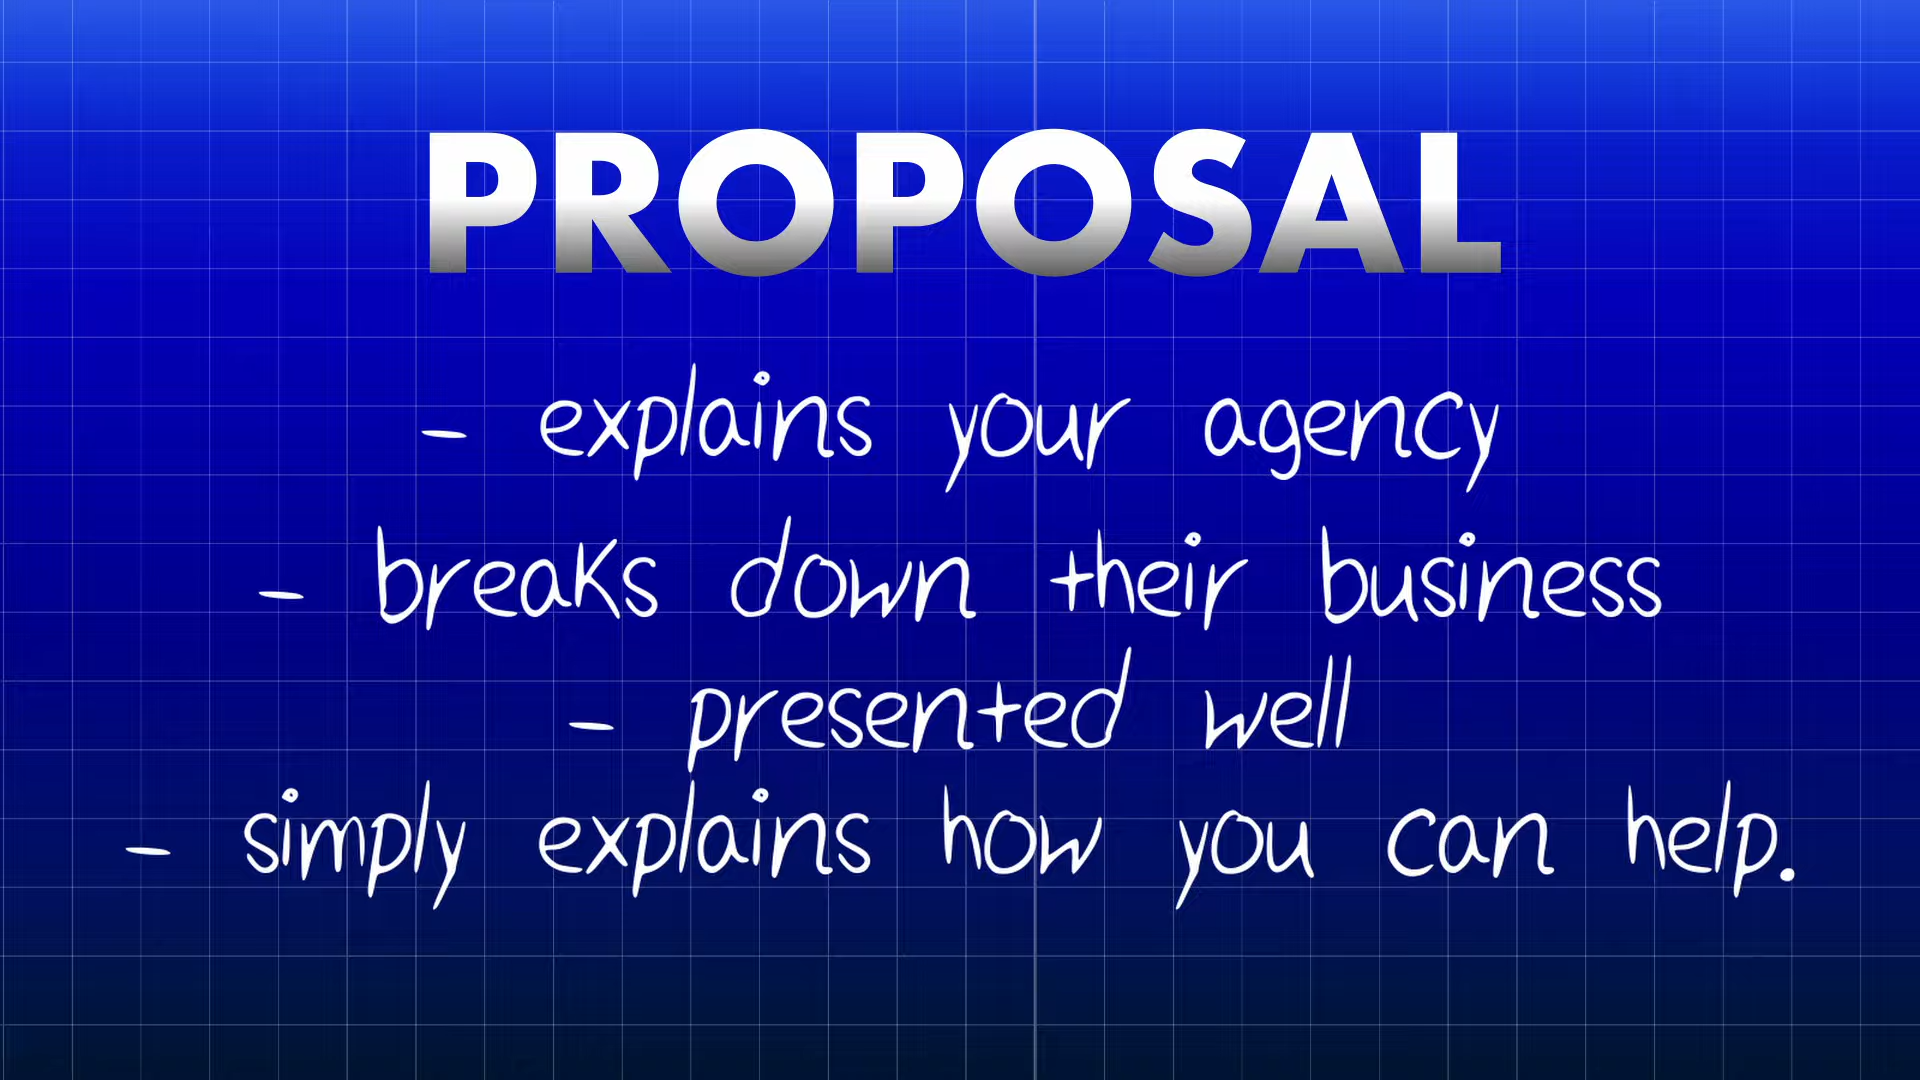 PROPOSAL
- explains your agency
- breaks down their business
- presented well
- simply explains how you can help.